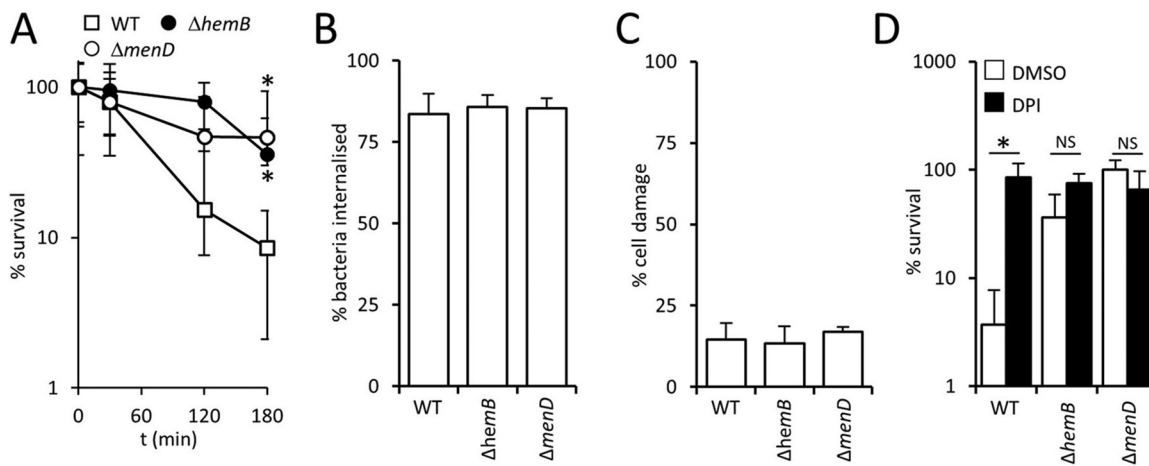 A
WT
ΔhemB
ΔmenD
100
10
1
% survival
0
60
120
180
t (min)
*
*
B
100
75
50
25
0
% bacteria internalised
WT
ΔhemB
ΔmenD
C
100
75
50
25
0
% cell damage
WT
ΔhemB
ΔmenD
D
1000
100
10
1
% survival
DMSO
DPI
*
NS
NS
WT
ΔhemB
ΔmenD